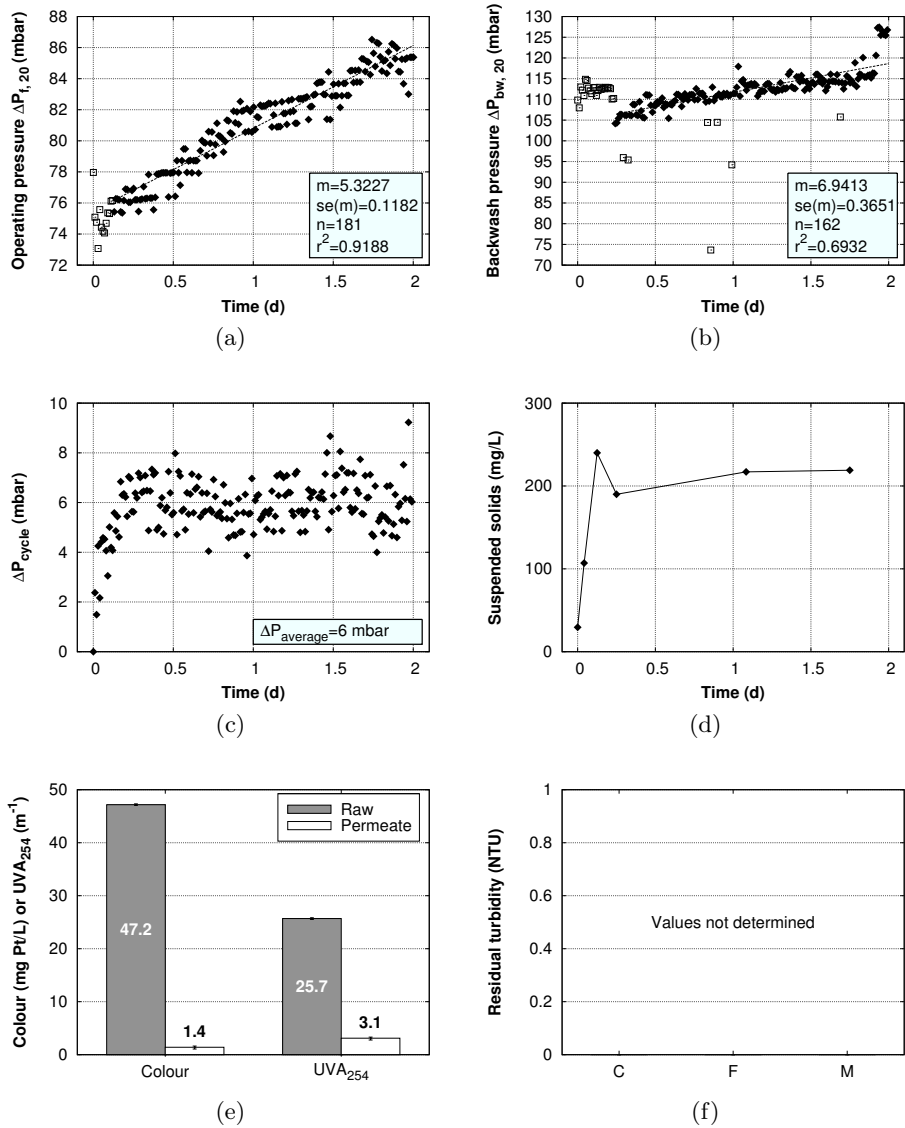 Operating pressure ΔP_f, 20 (mbar)
88
86
84
82
80
78
76
74
72
0
0.5
1
1.5
2
Time (d)
m=5.3227
se(m)=0.1182
n=181
r²=0.9188
(a)
Backwash pressure ΔP_bw, 20 (mbar)
130
125
120
115
110
105
100
95
90
85
80
75
70
0
0.5
1
1.5
2
Time (d)
m=6.9413
se(m)=0.3651
n=162
r²=0.6932
(b)
ΔP_cycle (mbar)
10
8
6
4
2
0
0
0.5
1
1.5
2
Time (d)
ΔP_average=6 mbar
(c)
Suspended solids (mg/L)
300
200
100
0
0
0.5
1
1.5
2
Time (d)
(d)
Colour (mg Pt/L) or UVA₂₅₄ (m⁻¹)
50
40
30
20
10
0
Raw
Permeate
47.2
1.4
25.7
3.1
Colour
UVA₂₅₄
(e)
Residual turbidity (NTU)
1
0.8
0.6
0.4
0.2
0
Values not determined
C
F
M
(f)